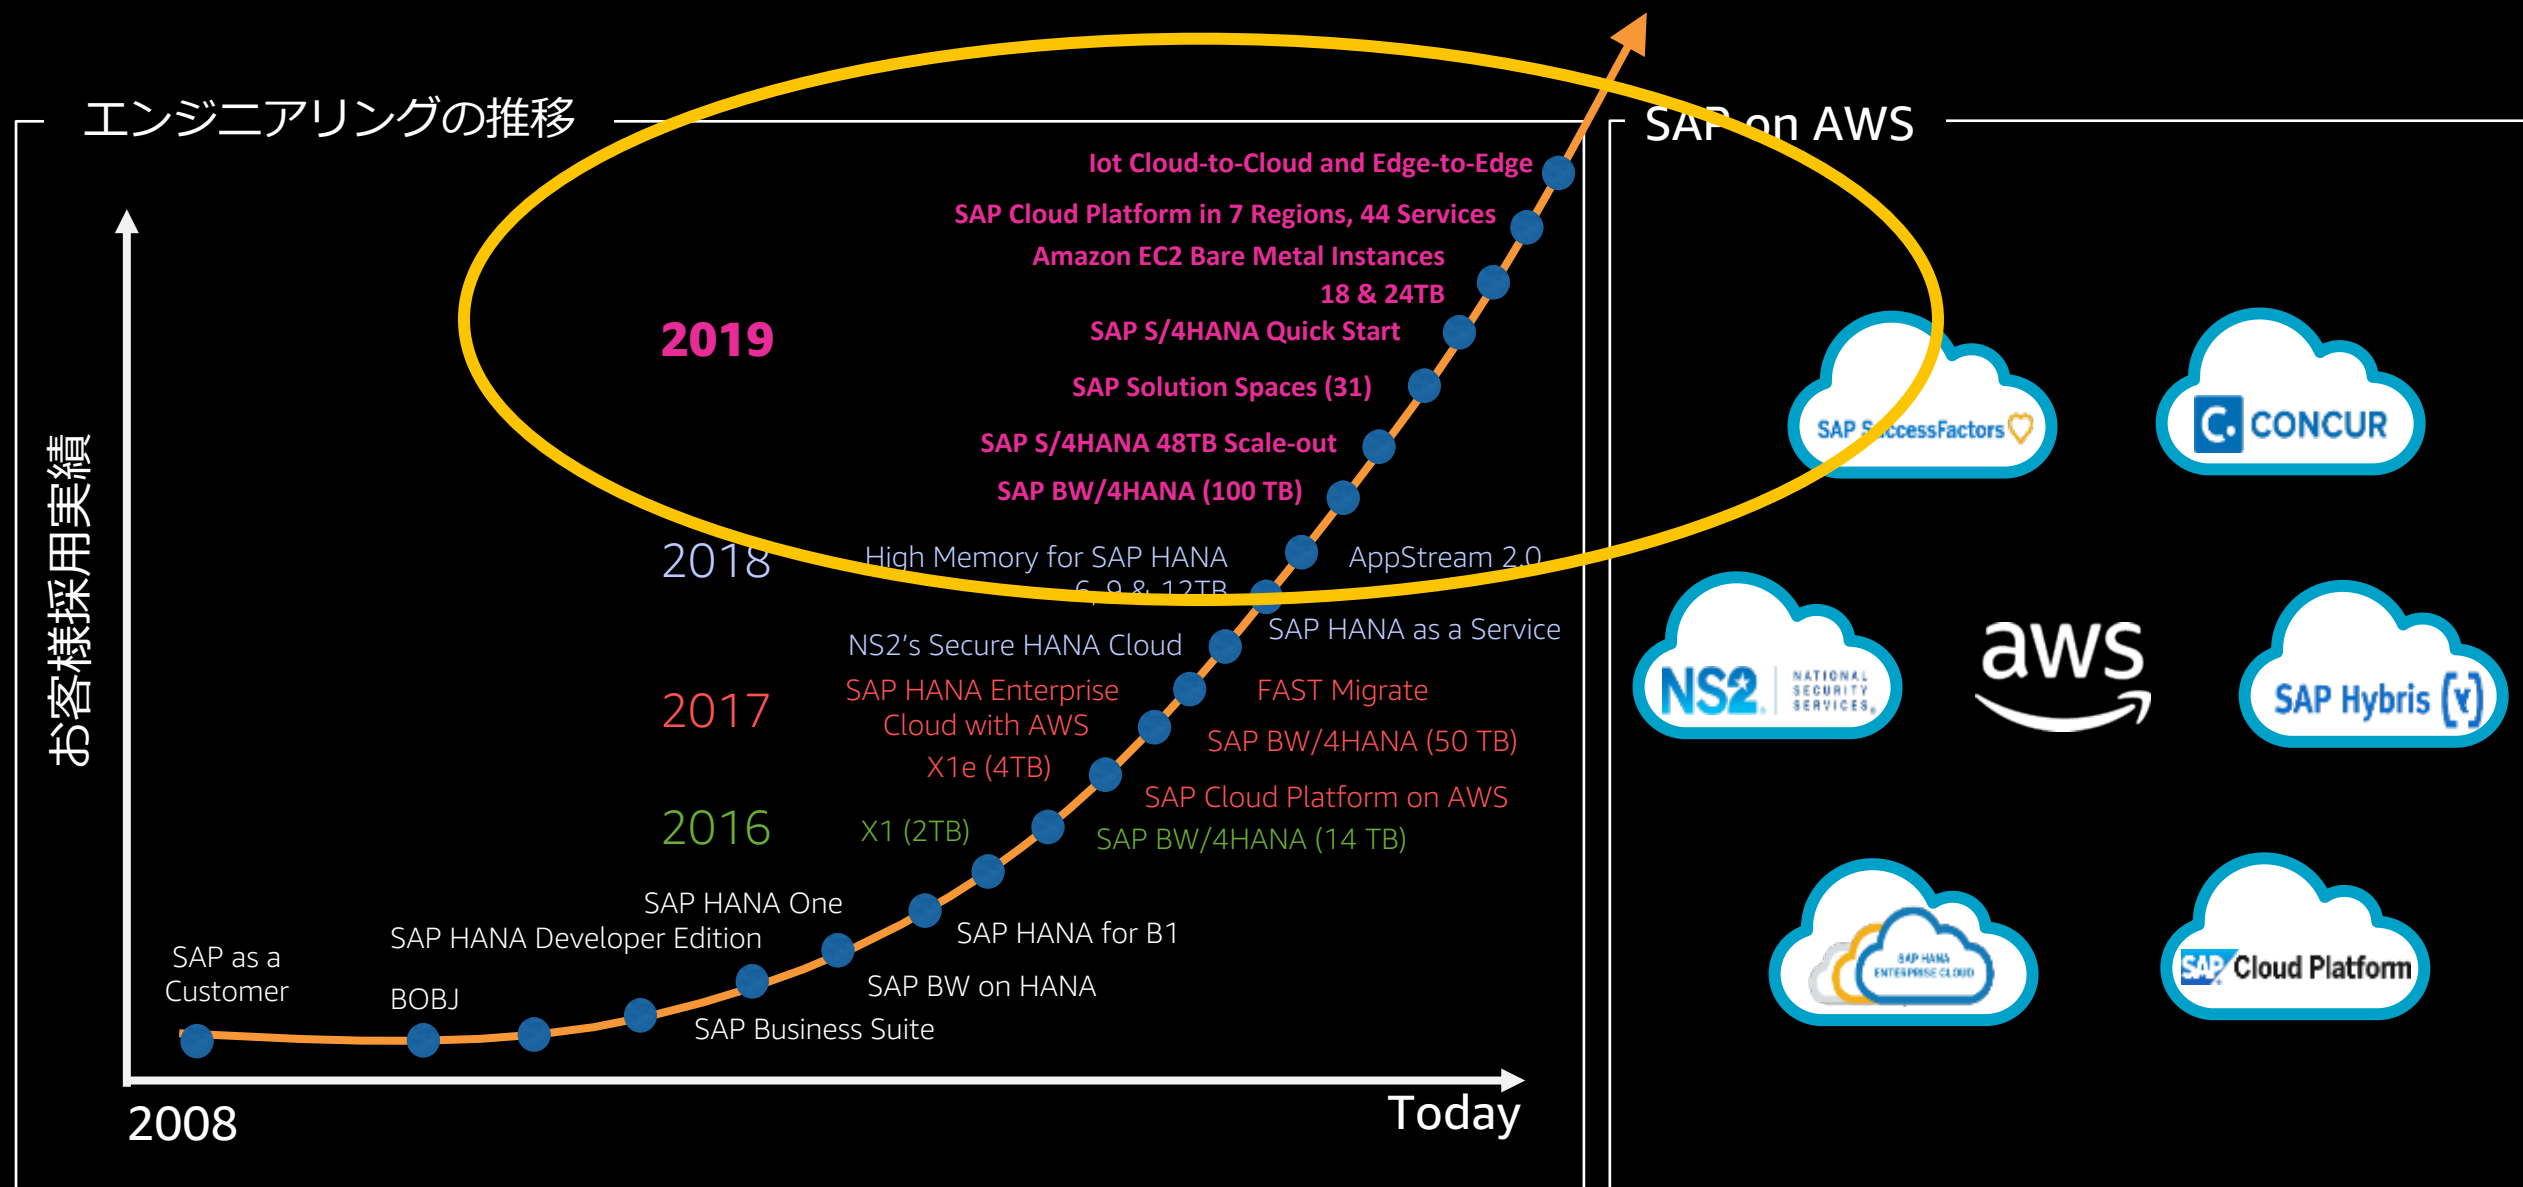 エンジニアリングの推移
SAP on AWS
Iot Cloud-to-Cloud and Edge-to-Edge
SAP Cloud Platform in 7 Regions, 44 Services
Amazon EC2 Bare Metal Instances
18 & 24TB
2019
SAP S/4HANA Quick Start
SAP Solution Spaces (31)
SAP S/4HANA 48TB Scale-out
SAP BW/4HANA (100 TB)
2018
High Memory for SAP HANA
6, 9 & 12TB
AppStream 2.0
NS2's Secure HANA Cloud
SAP HANA as a Service
2017
SAP HANA Enterprise
Cloud with AWS
FAST Migrate
X1e (4TB)
SAP BW/4HANA (50 TB)
SAP Cloud Platform on AWS
2016
X1 (2TB)
SAP BW/4HANA (14 TB)
SAP HANA One
SAP HANA Developer Edition
SAP HANA for B1
SAP as a
Customer
BOBJ
SAP BW on HANA
SAP Business Suite
お客様採用実績
2008
Today
SAP SuccessFactors
C. CONCUR
NS2
NATIONAL
SECURITY
SERVICES
aws
SAP Hybris (Y)
SAP HANA
ENTERPRISE CLOUD
SAP Cloud Platform